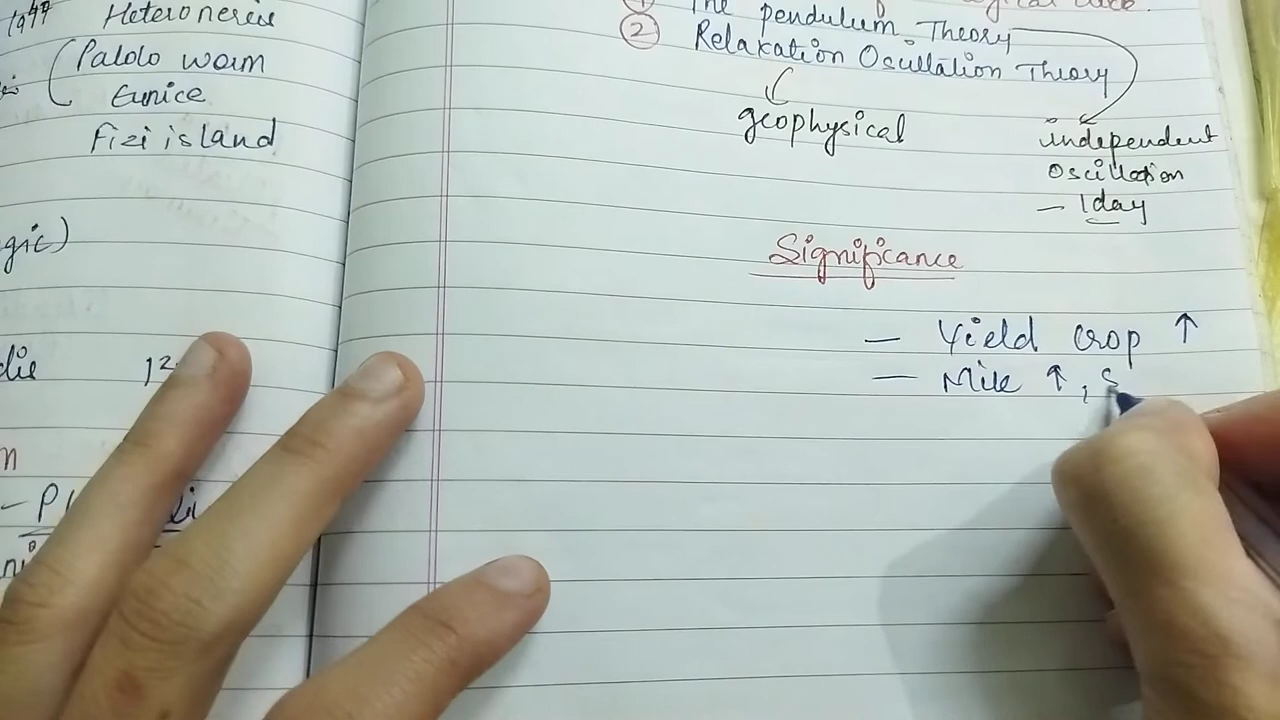 Heteronereis
Palolo worm
Eunice
Fizi island
gic)
The pendulum Theory
② Relaxation Oscillation Theory
geophysical
independent
Oscillation
— 1day
Significance
— Yield crop ↑
— Milk ↑, S